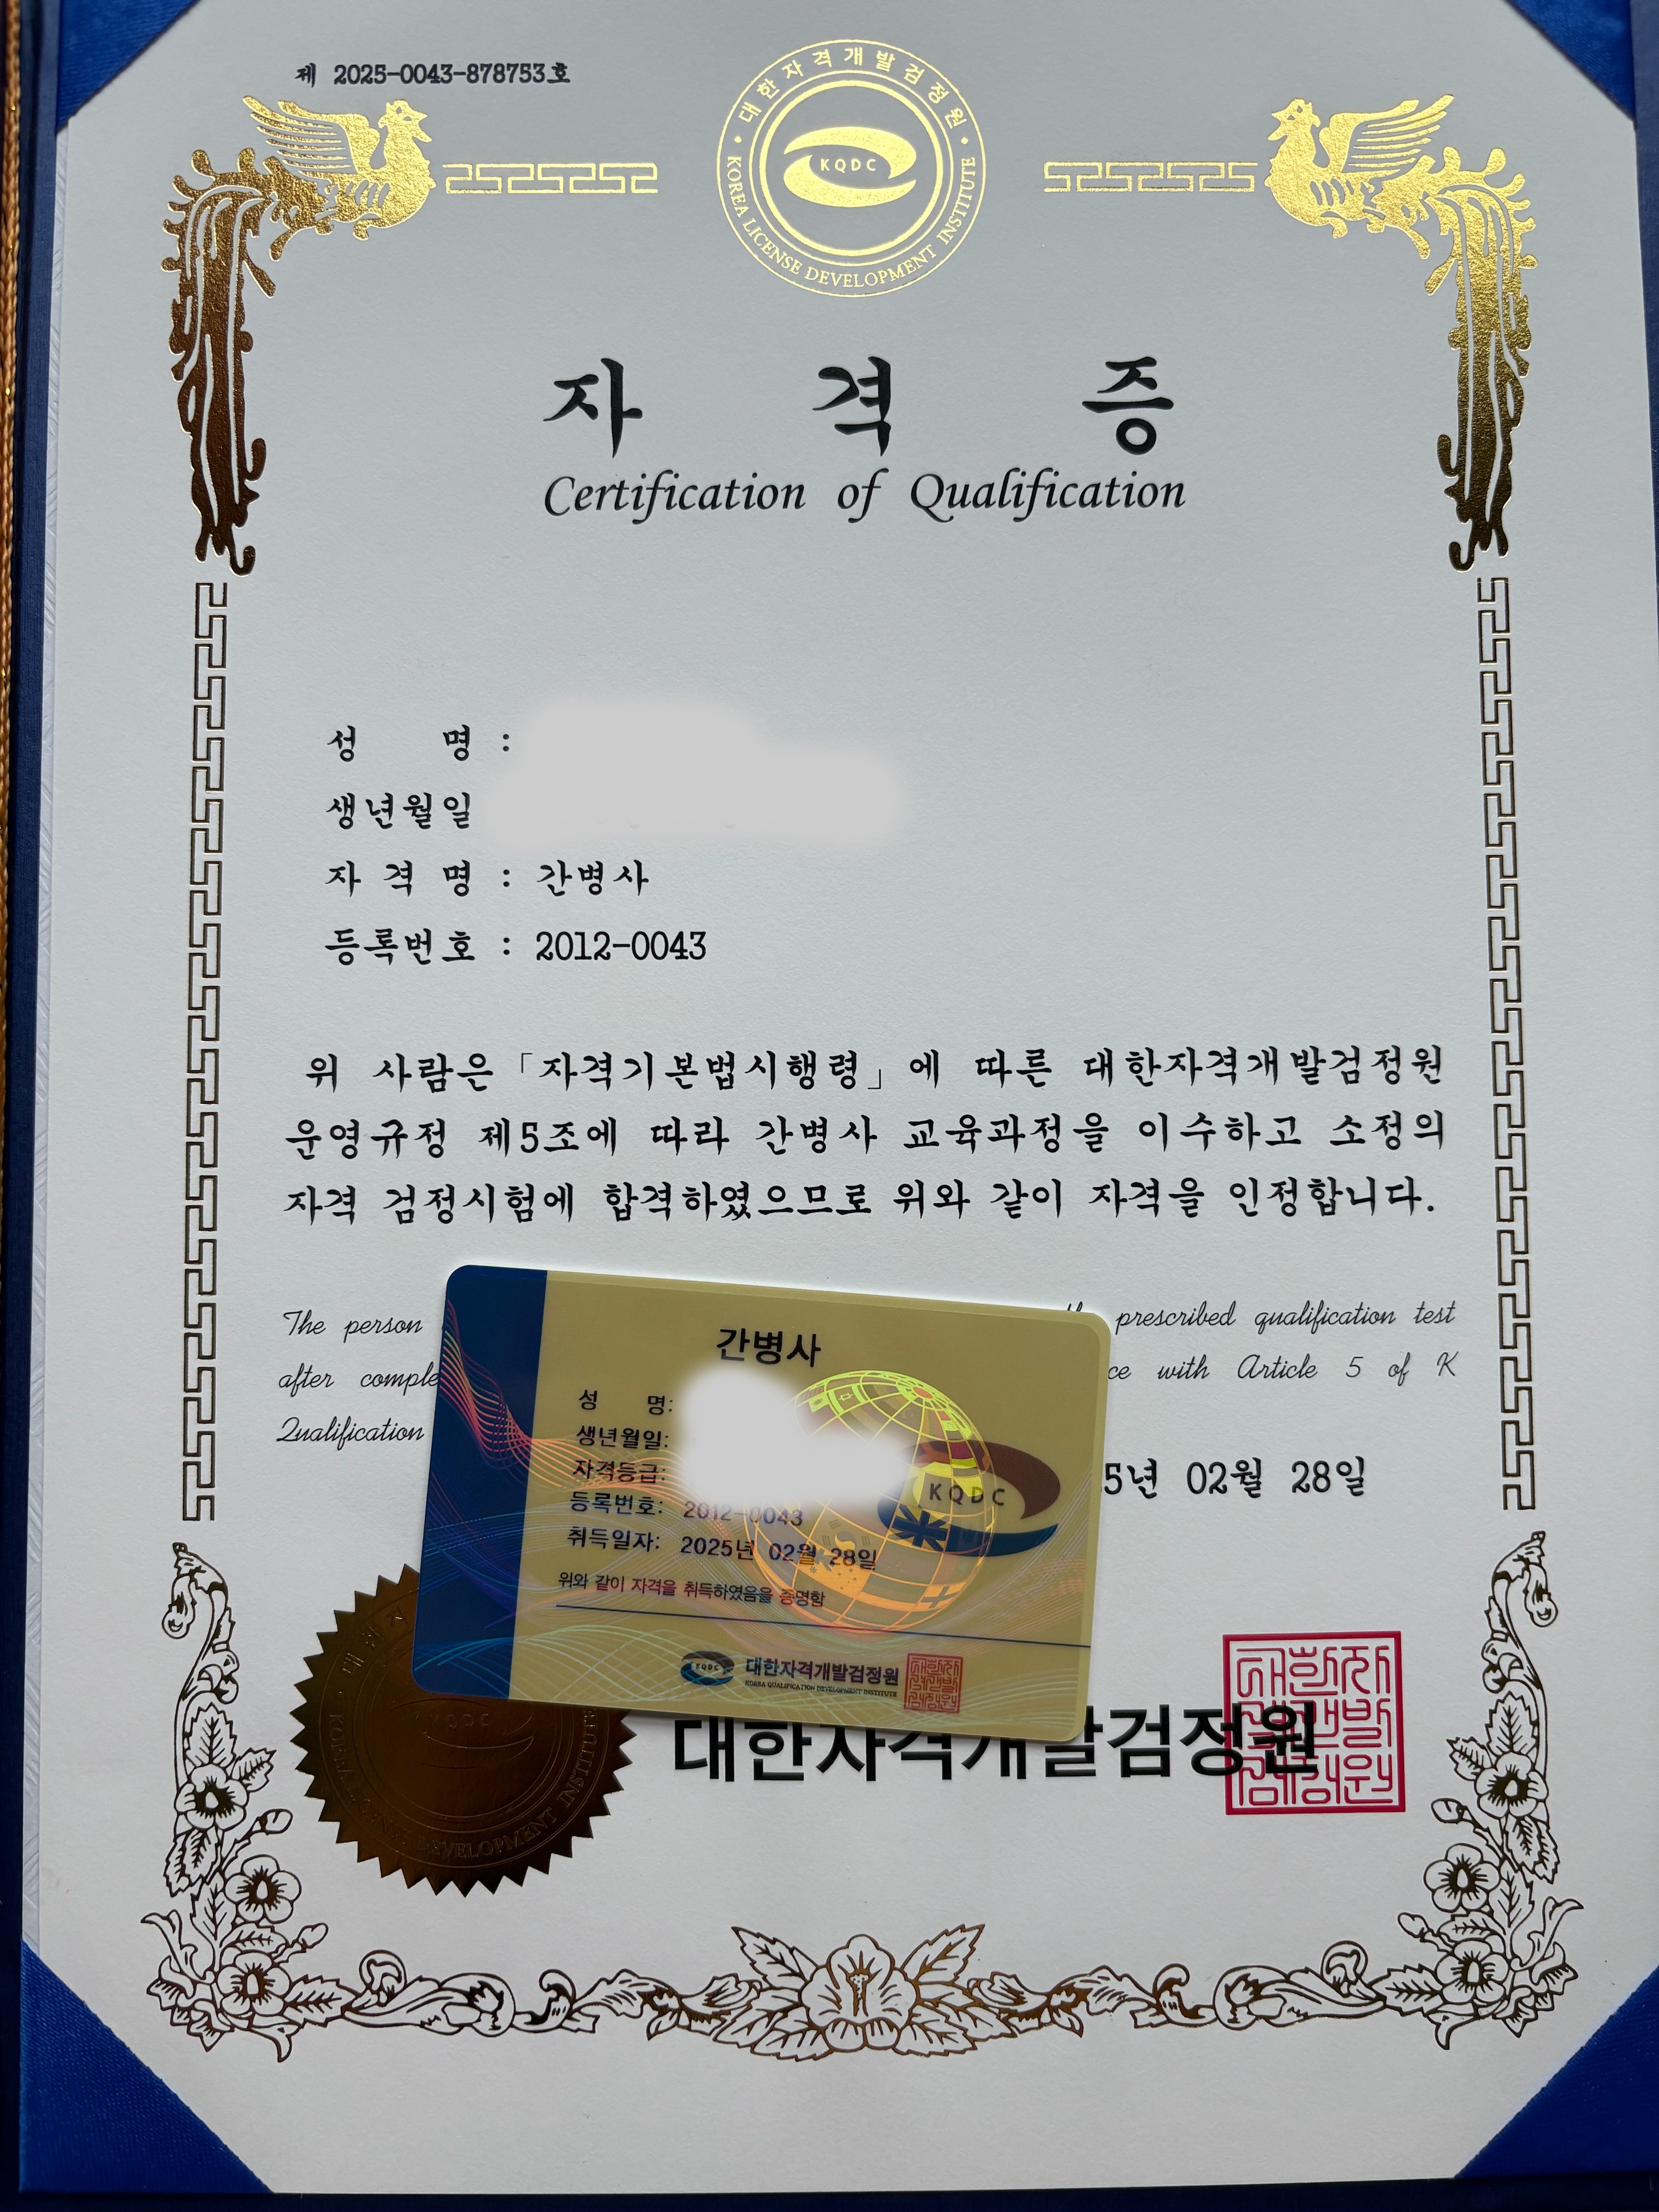 제 2025-0043-878753호
대한자격개발검정원
KQDC
KOREA LICENSE DEVELOPMENT INSTITUTE
자 격 증
Certification of Qualification
성 명 :
생년월일
자 격 명 : 간병사
등록번호 : 2012-0043
위 사람은 「자격기본법시행령」에 따른 대한자격개발검정원
운영규정 제5조에 따라 간병사 교육과정을 이수하고 소정의
자격 검정시험에 합격하였으므로 위와 같이 자격을 인정합니다.
The person the prescribed qualification test
after comple ce with Article 5 of K
Qualification
5년 02월 28일
간병사
성 명:
생년월일:
자격등급:
등록번호: 2012-0043
취득일자: 2025년 02월 28일
위와 같이 자격을 취득하였음을 증명함
KQDC
KQDC 대한자격개발검정원
KOREA QUALIFICATION DEVELOPMENT INSTITUTE
대한자격개발검정원
KQDC
DEVELOPMENT INSTITUTE